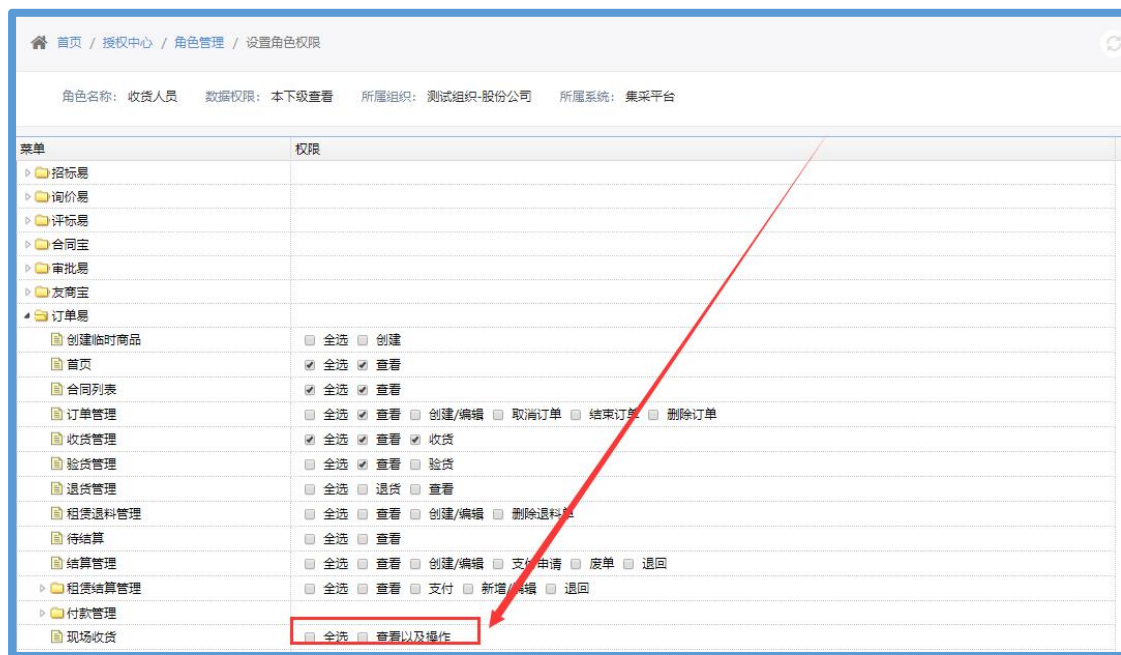 首页 / 授权中心 / 角色管理 / 设置角色权限
角色名称： 收货人员 数据权限： 本下级查看 所属组织： 测试组织-股份公司 所属系统： 集采平台
菜单 权限
招标易
询价易
评标易
合同宝
审批易
友商宝
订单易
创建临时商品 全选 创建
首页 全选 查看
合同列表 全选 查看
订单管理 全选 查看 创建/编辑 取消订单 结束订单 删除订单
收货管理 全选 查看 收货
验货管理 全选 查看 验货
退货管理 全选 退货 查看
租赁退料管理 全选 查看 创建/编辑 删除退料单
待结算 全选 查看
结算管理 全选 查看 创建/编辑 支付申请 废单 退回
租赁结算管理 全选 查看 支付 新增/编辑 退回
付款管理
现场收货 全选 查看以及操作